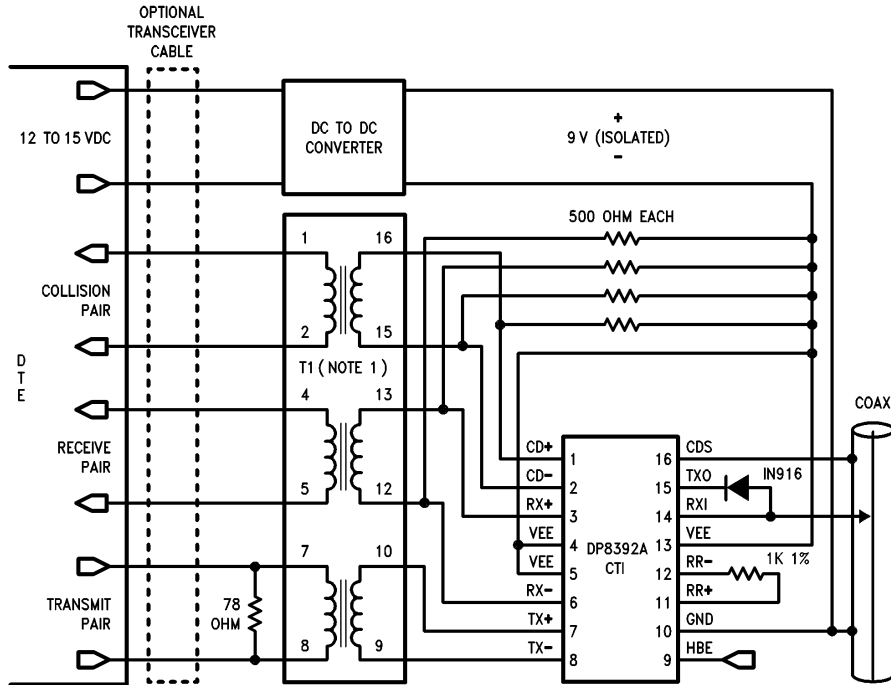 OPTIONAL
TRANSCEIVER
CABLE
12 TO 15 VDC
DC TO DC
CONVERTER
+
9 V (ISOLATED)
−
500 OHM EACH
1
16
COLLISION
PAIR
2
15
T1 ( NOTE 1 )
D
T
E
4
13
RECEIVE
PAIR
5
12
7
10
TRANSMIT
PAIR
78
OHM
8
9
COAX
CD+
1
16
CDS
CD-
2
15
TXO
IN916
RX+
3
14
RXI
VEE
4
DP8392A
CTI
13
VEE
VEE
5
12
RR-
1K 1%
RX-
6
11
RR+
TX+
7
10
GND
TX-
8
9
HBE